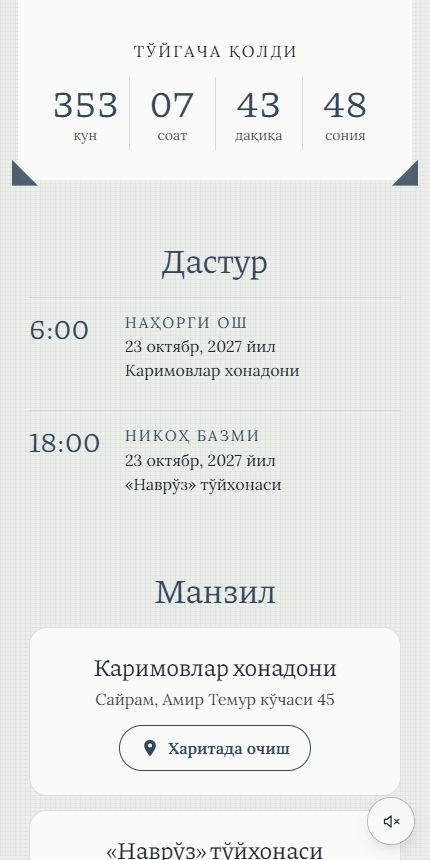 ТЎЙГАЧА ҚОЛДИ
353 07 43 48
кун соат дақиқа сония
Дастур
6:00 НАҲОРГИ ОШ
23 октябр, 2027 йил
Каримовлар хонадони
18:00 НИКОҲ БАЗМИ
23 октябр, 2027 йил
«Наврўз» тўйхонаси
Манзил
Каримовлар хонадони
Сайрам, Амир Темур кўчаси 45
Харитада очиш
«Наврўз» тўйхонаси